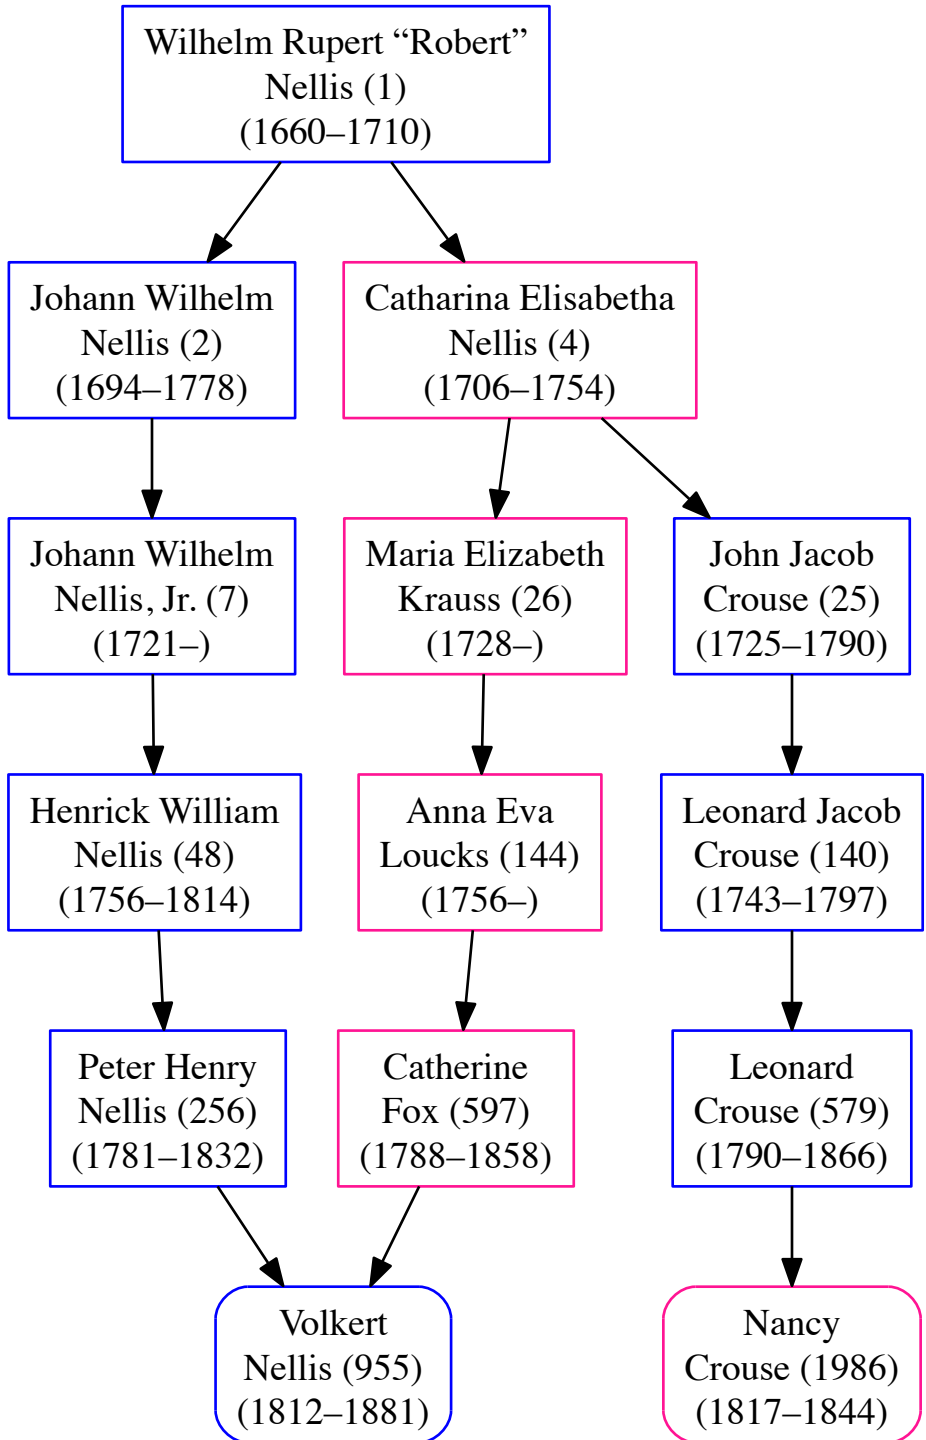 Wilhelm Rupert “Robert”
Nellis (1)
(1660–1710)
Johann Wilhelm
Nellis (2)
(1694–1778)
Catharina Elisabetha
Nellis (4)
(1706–1754)
Johann Wilhelm
Nellis, Jr. (7)
(1721–)
Maria Elizabeth
Krauss (26)
(1728–)
John Jacob
Crouse (25)
(1725–1790)
Henrick William
Nellis (48)
(1756–1814)
Anna Eva
Loucks (144)
(1756–)
Leonard Jacob
Crouse (140)
(1743–1797)
Peter Henry
Nellis (256)
(1781–1832)
Catherine
Fox (597)
(1788–1858)
Leonard
Crouse (579)
(1790–1866)
Volkert
Nellis (955)
(1812–1881)
Nancy
Crouse (1986)
(1817–1844)